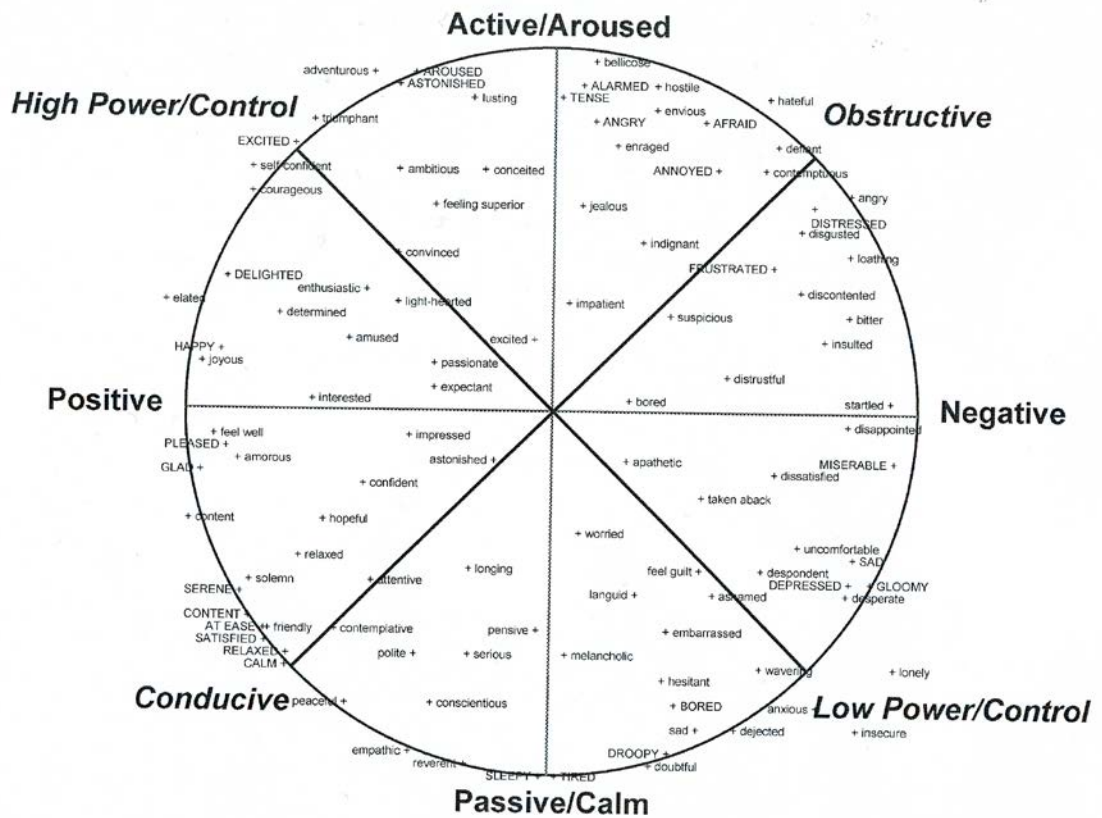 Active/Aroused
+ bellicose
adventurous +
+ AROUSED
+ ASTONISHED
+ ALARMED + hostile
+ lusting
+ TENSE
+ hateful
High Power/Control
+ envious
Obstructive
+ triumphant
+ ANGRY
+ AFRAID
EXCITED +
+ enraged
+ defiant
+ self confident
+ ambitious
+ conceited
ANNOYED +
+ contemptuous
+ courageous
+ angry
+ feeling superior
+ jealous
+
DISTRESSED
+ disgusted
+ convinced
+ indignant
+ loathing
+ DELIGHTED
FRUSTRATED +
enthusiastic +
+ elated
+ light-hearted
+ impatient
+ discontented
+ determined
+ suspicious
+ bitter
+ amused
excited +
+ insulted
HAPPY +
+ joyous
+ passionate
+ distrustful
+ expectant
Positive
+ interested
+ bored
startled +
Negative
+ feel well
+ impressed
+ disappointed
PLEASED +
+ amorous
astonished +
+ apathetic
MISERABLE +
GLAD +
+ dissatisfied
+ confident
+ taken aback
+ content
+ hopeful
+ worried
+ relaxed
+ uncomfortable
+ SAD
+ longing
feel guilt +
+ despondent
+ solemn
+ attentive
SERENE +
DEPRESSED +
+ GLOOMY
languid +
+ ashamed
+ desperate
CONTENT +
AT EASE ++ friendly
+ contemplative
pensive +
+ embarrassed
SATISFIED +
RELAXED +
polite +
+ serious
+ melancholic
CALM +
+ wavering
+ lonely
+ hesitant
Conducive
peaceful +
+ conscientious
+ BORED
anxious +
Low Power/Control
sad +
+ dejected
+ insecure
empathic +
DROOPY +
reverent +
+ doubtful
SLEEPY +
+ TIRED
Passive/Calm